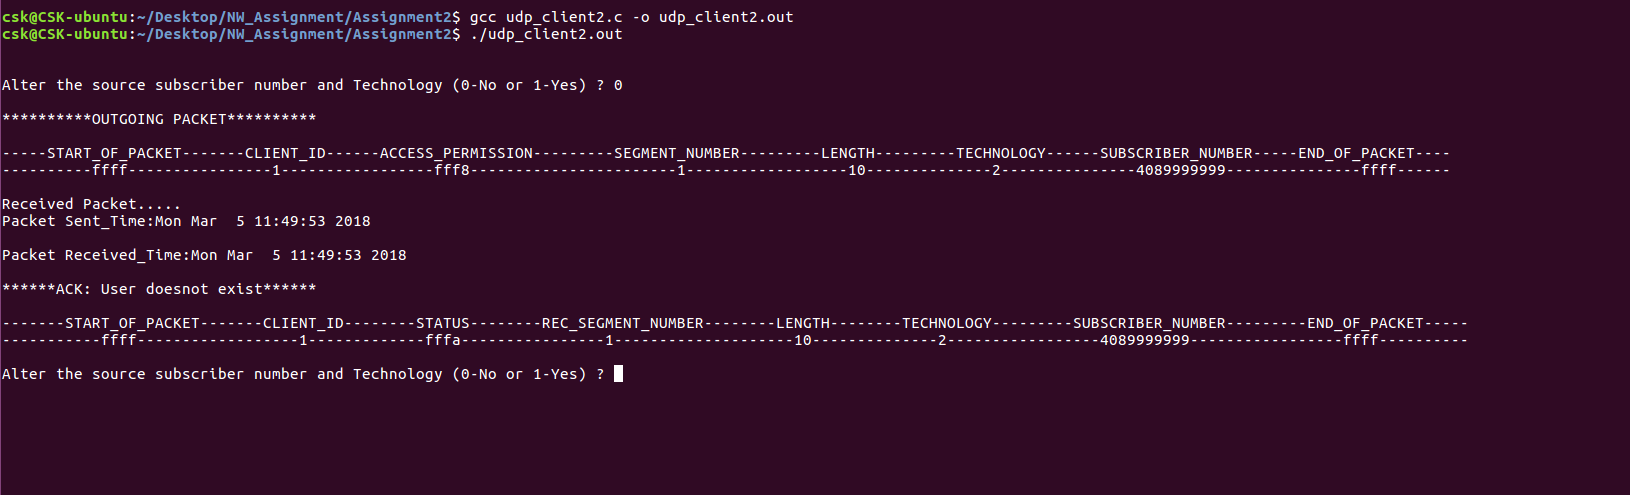 csk@CSK-ubuntu:~/Desktop/NW_Assignment/Assignment2$ gcc udp_client2.c -o udp_client2.out
csk@CSK-ubuntu:~/Desktop/NW_Assignment/Assignment2$ ./udp_client2.out
Alter the source subscriber number and Technology (0-No or 1-Yes) ? 0
**********OUTGOING PACKET**********
-----START_OF_PACKET-------CLIENT_ID------ACCESS_PERMISSION---------SEGMENT_NUMBER---------LENGTH---------TECHNOLOGY------SUBSCRIBER_NUMBER-----END_OF_PACKET----
----------ffff----------------1-----------------fff8-----------------------1------------------10--------------2---------------4089999999---------------ffff------
Received Packet.....
Packet Sent_Time:Mon Mar  5 11:49:53 2018
Packet Received_Time:Mon Mar  5 11:49:53 2018
******ACK: User doesnot exist******
-------START_OF_PACKET-------CLIENT_ID--------STATUS--------REC_SEGMENT_NUMBER--------LENGTH--------TECHNOLOGY---------SUBSCRIBER_NUMBER---------END_OF_PACKET-----
-----------ffff------------------1-------------fffa----------------1--------------------10--------------2-----------------4089999999-----------------ffff----------
Alter the source subscriber number and Technology (0-No or 1-Yes) ?